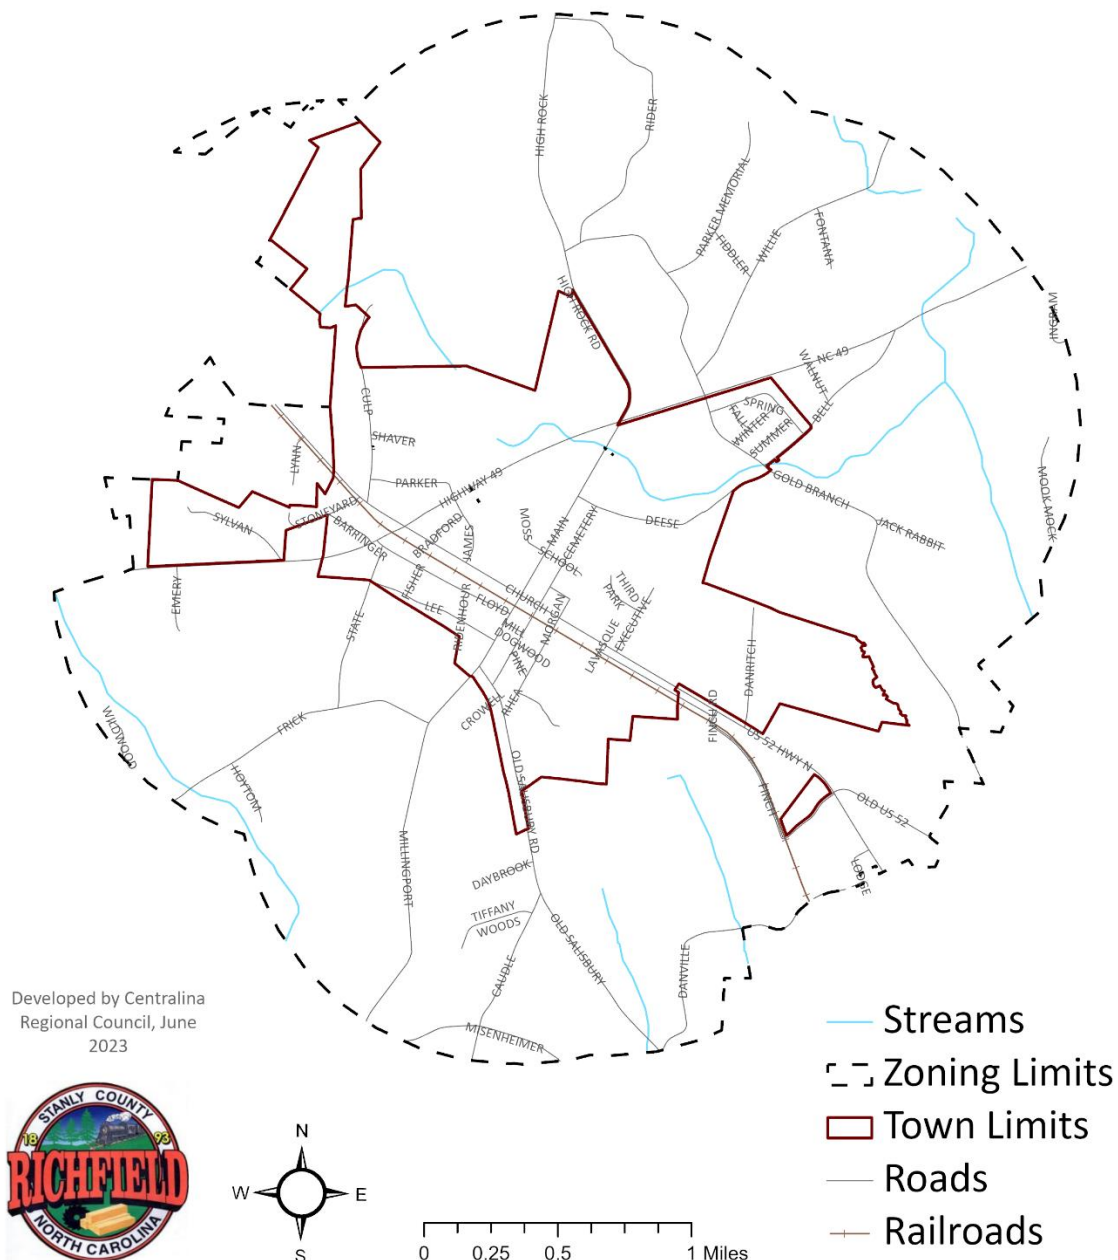 HIGH ROCK
RIDER
PARKER MEMORIAL
FIDDLER
WILLIE
FONTANA
INGRAM
HIGH ROCK RD
NC 49
WALNUT
BELL
SPRING
FALL
WINTER
SUMMER
CULP
SHAVER
LYNN
PARKER
HIGHWAY 49
STONEYARD
SYLVAN
BARRINGER
BRADFORD
JAMES
MOSS
SCHOOL
MAIN
CEMETERY
DEESE
GOLD BRANCH
JACK RABBIT
MOOK MOCK
EMERY
STATE
FISHER
LEE
RIDENHOUR
FLOYD
CHURCH
MILL
DOGWOOD
PINE
MORGAN
THIRD
PARK
LAVASQUE
EXECUTIVE
DANRITCH
CROWELL
RHEA
FINCH RD
US 52 HWY N
FINCH
OLD US 52
LODGE
WILDWOOD
FRICK
HOYTOM
MILLINGPORT
OLD SALISBURY RD
DAYBROOK
TIFFANY
WOODS
CAUDLE
OLD SALISBURY
DANVILLE
MISENHEIMER
Developed by Centralina
Regional Council, June
2023
STANLY COUNTY
18 93
RICHFIELD
NORTH CAROLINA
N
W E
S
0 0.25 0.5 1 Miles
Streams
Zoning Limits
Town Limits
Roads
Railroads